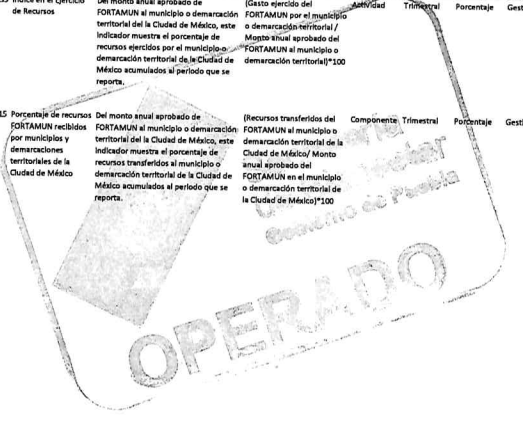 Índice en el Ejercicio de Recursos
Del monto anual aprobado de FORTAMUN al municipio o demarcación territorial del la Ciudad de México, este indicador muestra el porcentaje de recursos ejercidos por el municipio o demarcación territorial de la Ciudad de México acumulados al periodo que se reporta.
(Gasto ejercido del FORTAMUN por el municipio o demarcación territorial / Monto anual aprobado del FORTAMUN al municipio o demarcación territorial)*100
Actividad
Trimestral
Porcentaje
Gest
15 Porcentaje de recursos FORTAMUN recibidos por municipios y demarcaciones territoriales de la Ciudad de México
Del monto anual aprobado de FORTAMUN al municipio o demarcación territorial de la Ciudad de México, este indicador muestra el porcentaje de recursos transferidos al municipio o demarcación territorial de la Ciudad de México acumulados al periodo que se reporta.
(Recursos transferidos del FORTAMUN al municipio o demarcación territorial de la Ciudad de México/ Monto anual aprobado del FORTAMUN en el municipio o demarcación territorial de la Ciudad de México)*100
Componente
Trimestral
Porcentaje
Gesti
Gobierno de Puebla
OPERADO